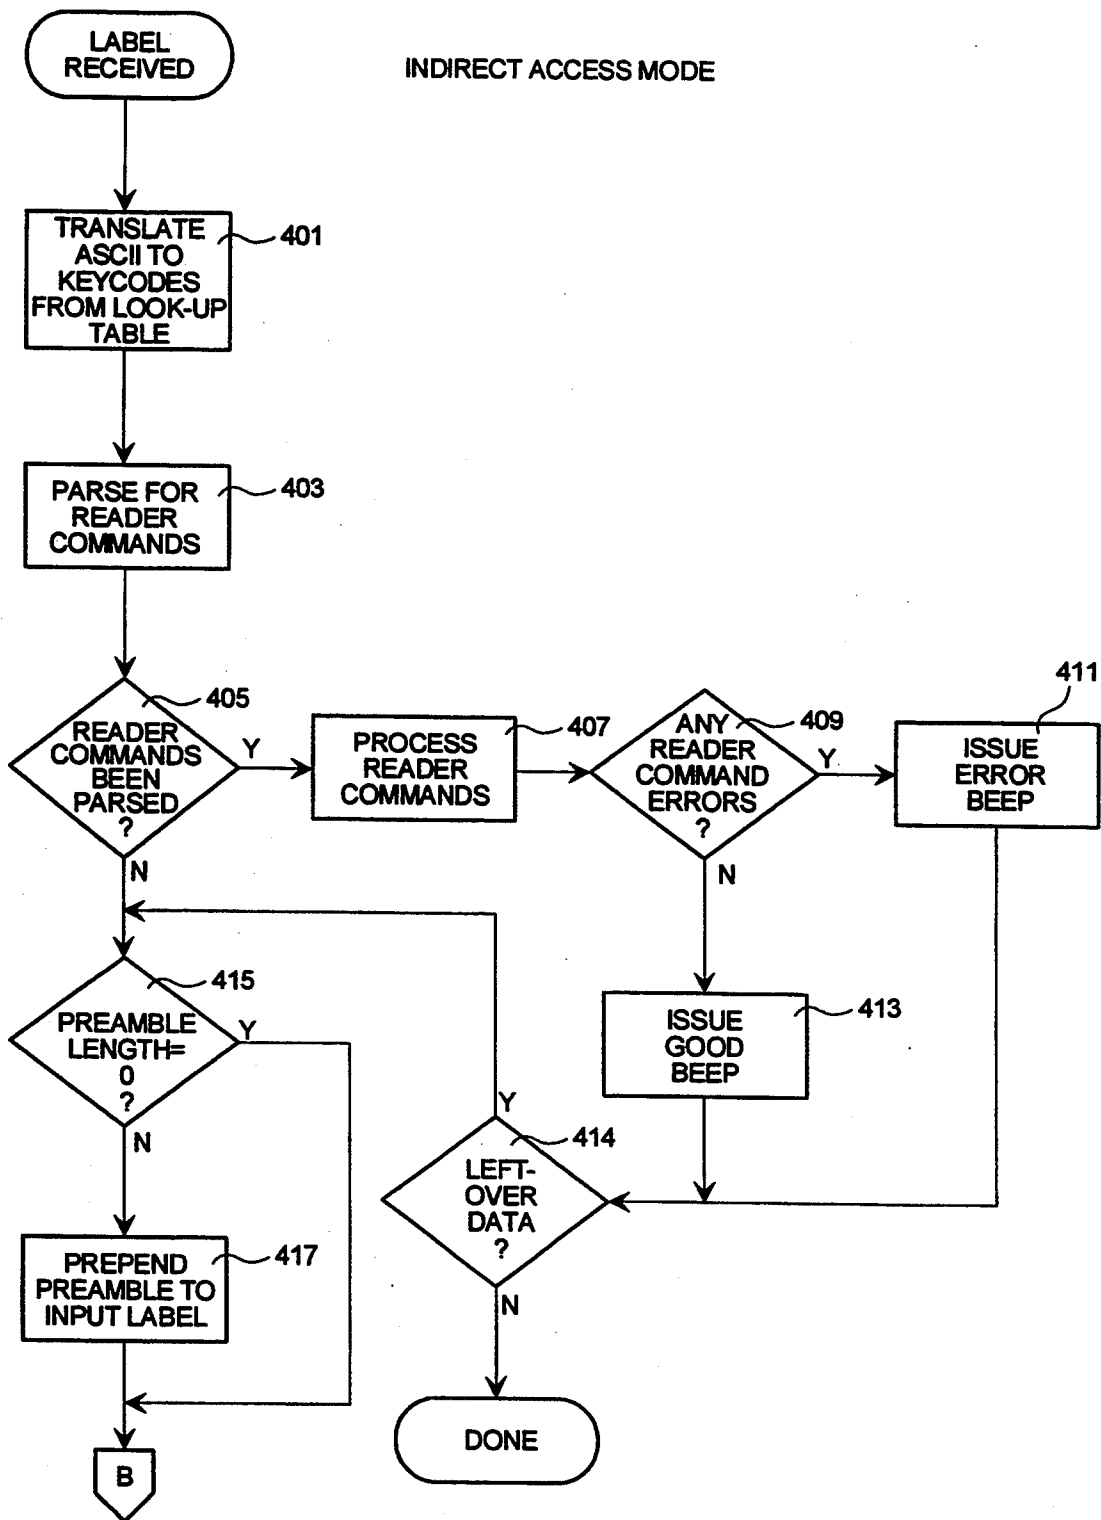 LABEL
RECEIVED
INDIRECT ACCESS MODE
TRANSLATE
ASCII TO
KEYCODES
FROM LOOK-UP
TABLE
401
PARSE FOR
READER
COMMANDS
403
READER
COMMANDS
BEEN
PARSED
?
405
Y
N
PROCESS
READER
COMMANDS
407
ANY
READER
COMMAND
ERRORS
?
409
Y
N
ISSUE
ERROR
BEEP
411
PREAMBLE
LENGTH=
0
?
415
Y
N
ISSUE
GOOD
BEEP
413
LEFT-
OVER
DATA
?
414
Y
N
PREPEND
PREAMBLE TO
INPUT LABEL
417
DONE
B